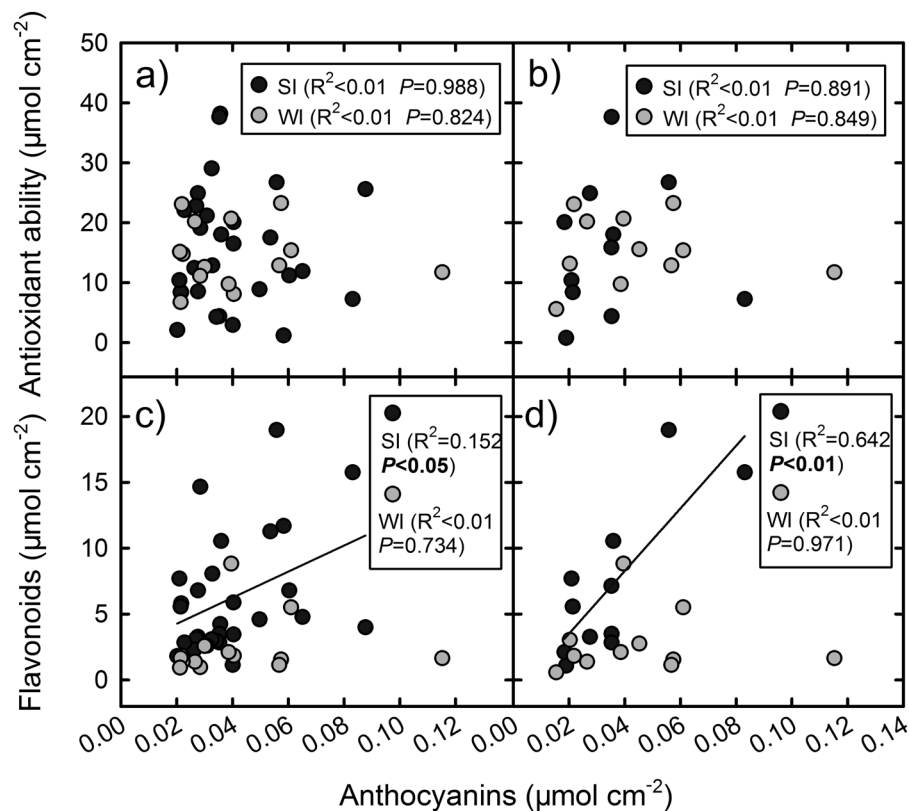 Antioxidant ability (µmol cm⁻²)
50
40
30
20
10
0
a)
SI (R²<0.01 P=0.988)
WI (R²<0.01 P=0.824)
b)
SI (R²<0.01 P=0.891)
WI (R²<0.01 P=0.849)
Flavonoids (µmol cm⁻²)
20
15
10
5
0
c)
SI (R²=0.152
P<0.05)
WI (R²<0.01
P=0.734)
d)
SI (R²=0.642
P<0.01)
WI (R²<0.01
P=0.971)
0.00 0.02 0.04 0.06 0.08 0.10 0.12 0.00 0.02 0.04 0.06 0.08 0.10 0.12 0.14
Anthocyanins (µmol cm⁻²)